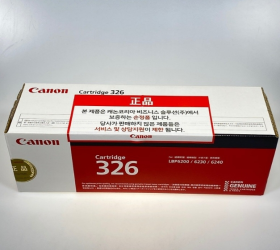 Canon
Cartridge 326
正品
본 제품은 캐논코리아 비즈니스 솔루션(주)에서
보증하는 순정품 입니다.
당사가 판매하지 않은 제품들은
서비스 및 상담지원이 제한 됩니다.
Canon
Cartridge
326
LBP6200 / 6230 / 6240
正品
GENUINE